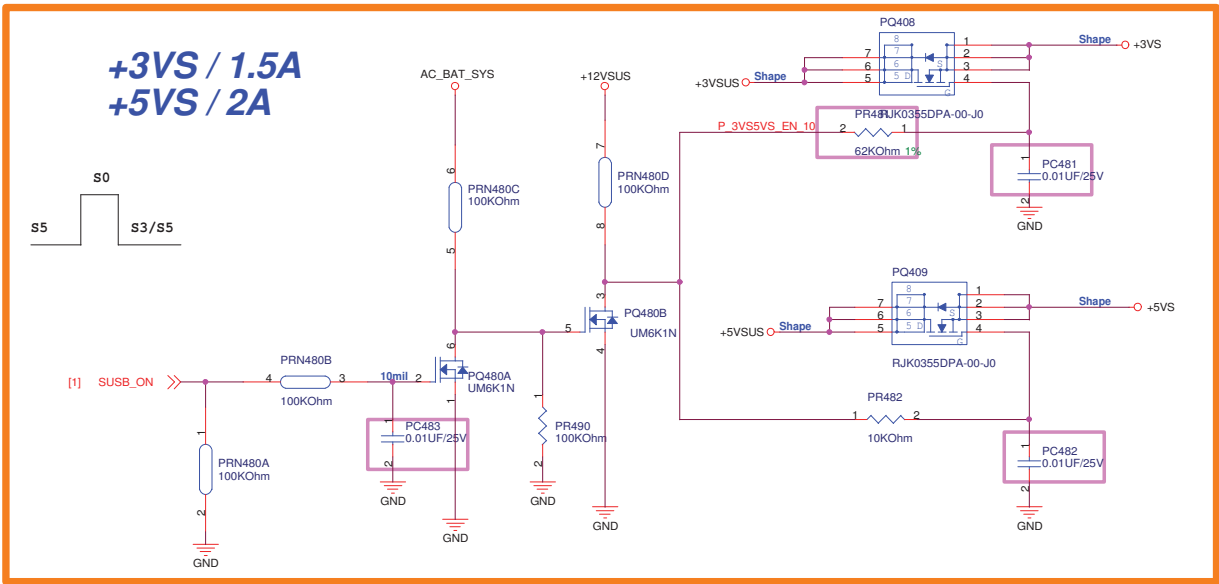 +3VS / 1.5A
+5VS / 2A
S0
S5
S3/S5
AC_BAT_SYS
+12VSUS
6
PRN480C
100KOhm
5
7
PRN480D
100KOhm
8
PQ408
8
7
6
5
D
S
G
7
6
5
1
2
3
4
+3VSUS
Shape
Shape
+3VS
RJK0355DPA-00-J0
P_3VS5VS_EN_10
2
PR481
1
62KOhm 1%
1
PC481
0.01UF/25V
2
GND
PQ409
8
7
6
5
D
S
G
7
6
5
1
2
3
4
+5VSUS
Shape
Shape
+5VS
RJK0355DPA-00-J0
1
PR482
2
10KOhm
1
PC482
0.01UF/25V
2
GND
3
PQ480B
UM6K1N
5
4
GND
6
PQ480A
UM6K1N
2
1
GND
[1]
SUSB_ON
4
PRN480B
3
100KOhm
10mil
1
PC483
0.01UF/25V
2
GND
1
PR490
100KOhm
2
GND
1
PRN480A
100KOhm
2
GND